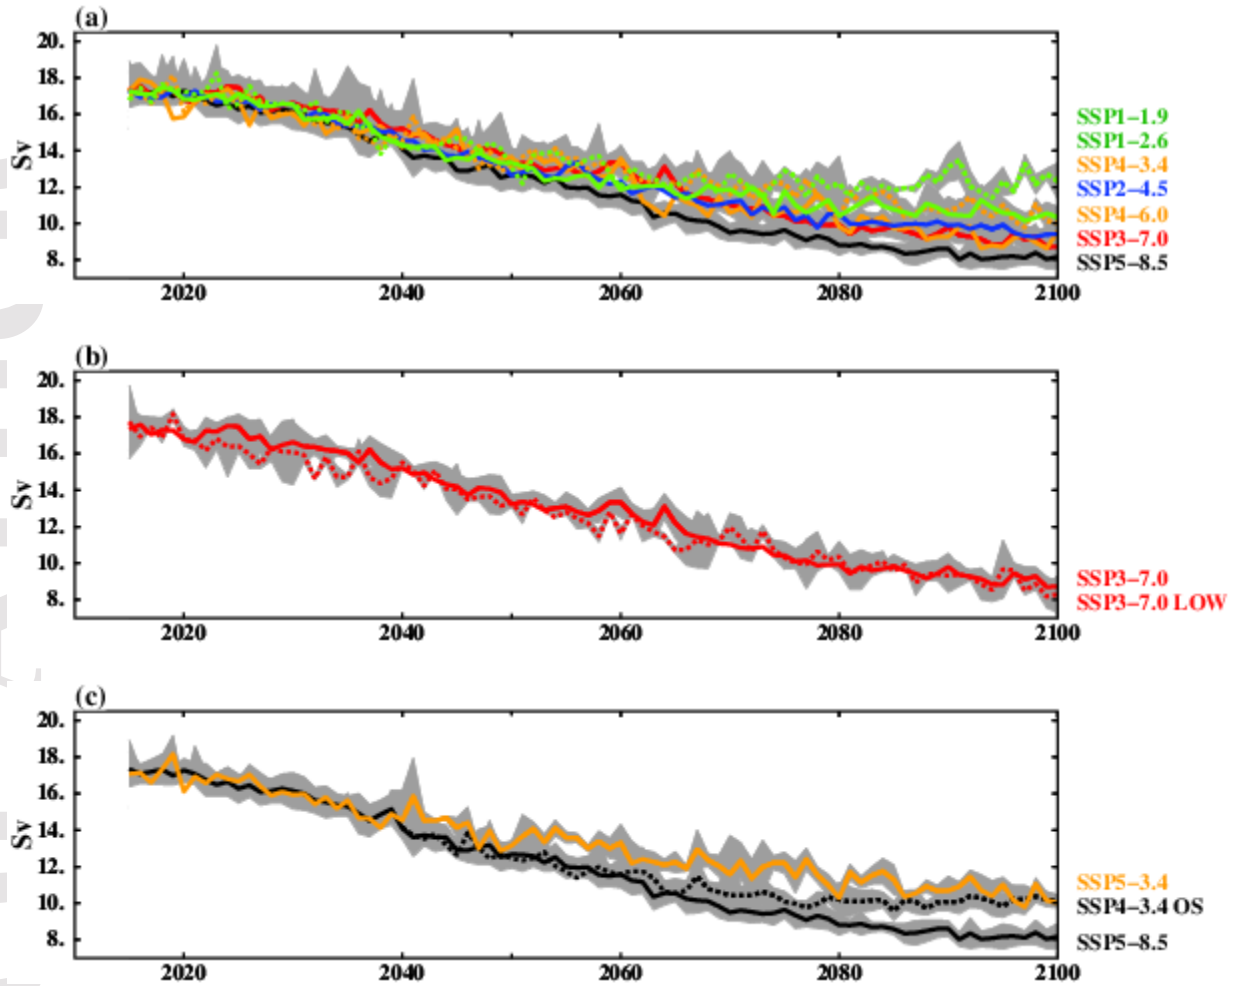 (a)
20.
18.
16.
14.
12.
10.
8.
Sv
2020 2040 2060 2080 2100
SSP1-1.9
SSP1-2.6
SSP4-3.4
SSP2-4.5
SSP4-6.0
SSP3-7.0
SSP5-8.5
(b)
20.
18.
16.
14.
12.
10.
8.
Sv
2020 2040 2060 2080 2100
SSP3-7.0
SSP3-7.0 LOW
(c)
20.
18.
16.
14.
12.
10.
8.
Sv
2020 2040 2060 2080 2100
SSP5-3.4
SSP4-3.4 OS
SSP5-8.5